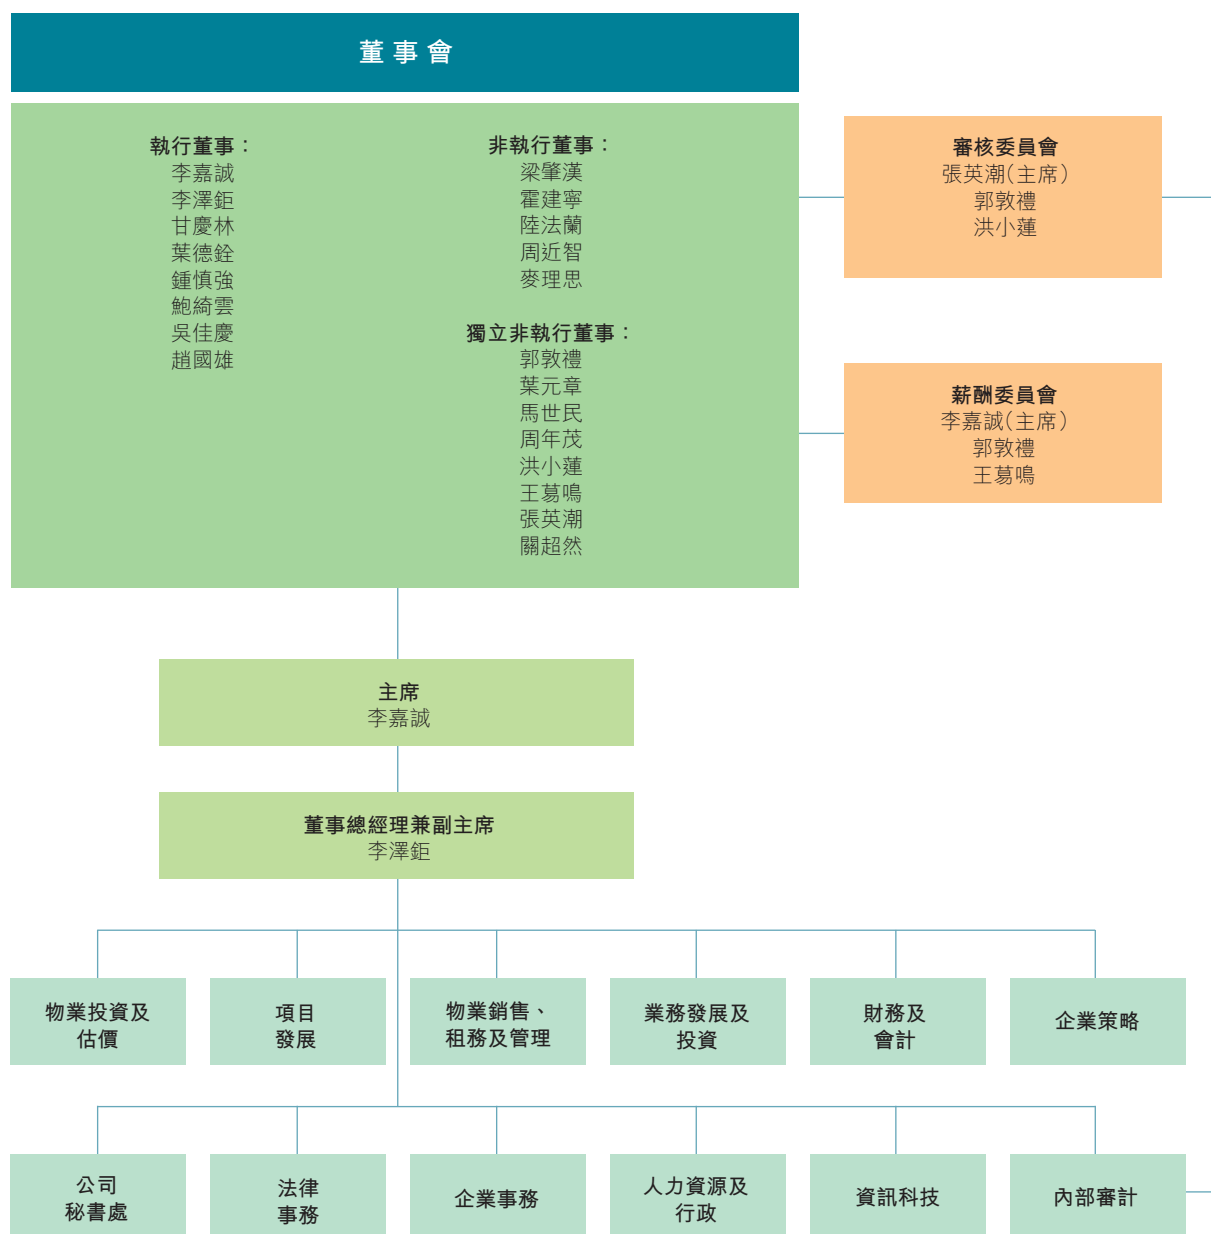 董事會
執行董事：
李嘉誠
李澤鉅
甘慶林
葉德銓
鍾慎強
鮑綺雲
吳佳慶
趙國雄
非執行董事：
梁肇漢
霍建寧
陸法蘭
周近智
麥理思
獨立非執行董事：
郭敦禮
葉元章
馬世民
周年茂
洪小蓮
王䓪鳴
張英潮
關超然
審核委員會
張英潮(主席)
郭敦禮
洪小蓮
薪酬委員會
李嘉誠(主席)
郭敦禮
王䓪鳴
主席
李嘉誠
董事總經理兼副主席
李澤鉅
物業投資及
估價
項目
發展
物業銷售、
租務及管理
業務發展及
投資
財務及
會計
企業策略
公司
秘書處
法律
事務
企業事務
人力資源及
行政
資訊科技
內部審計